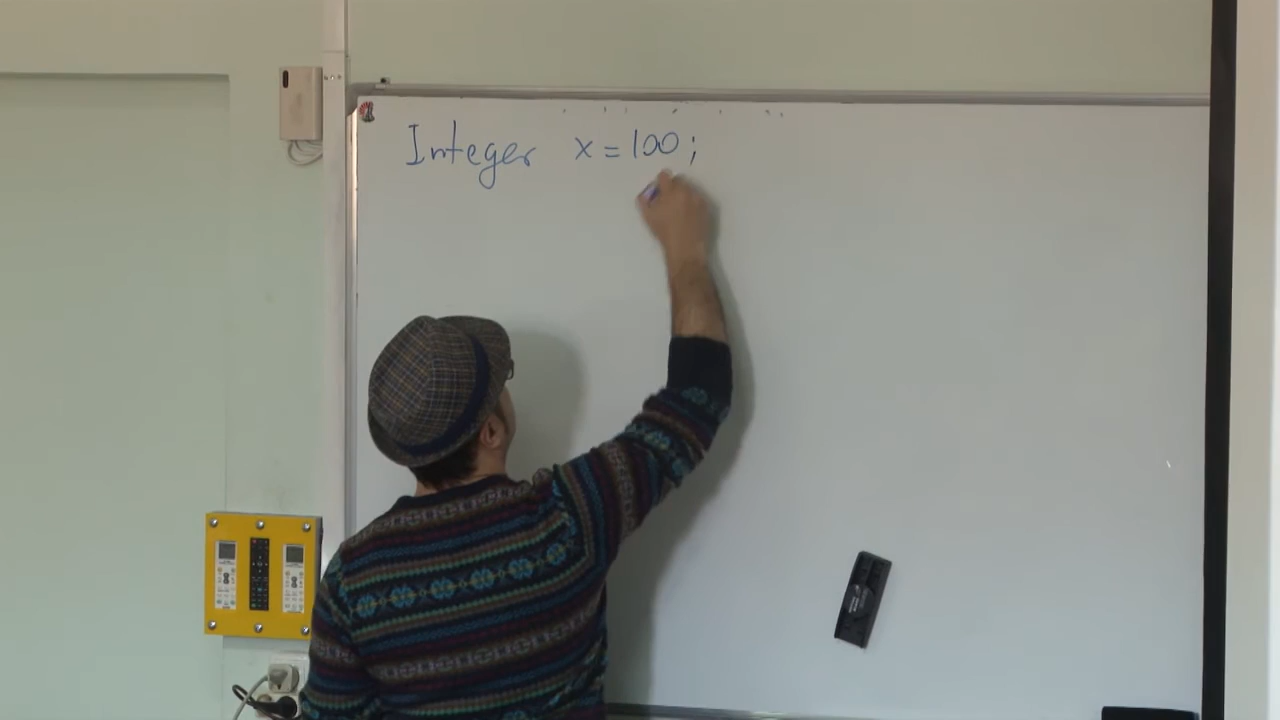 Integer x = 100;